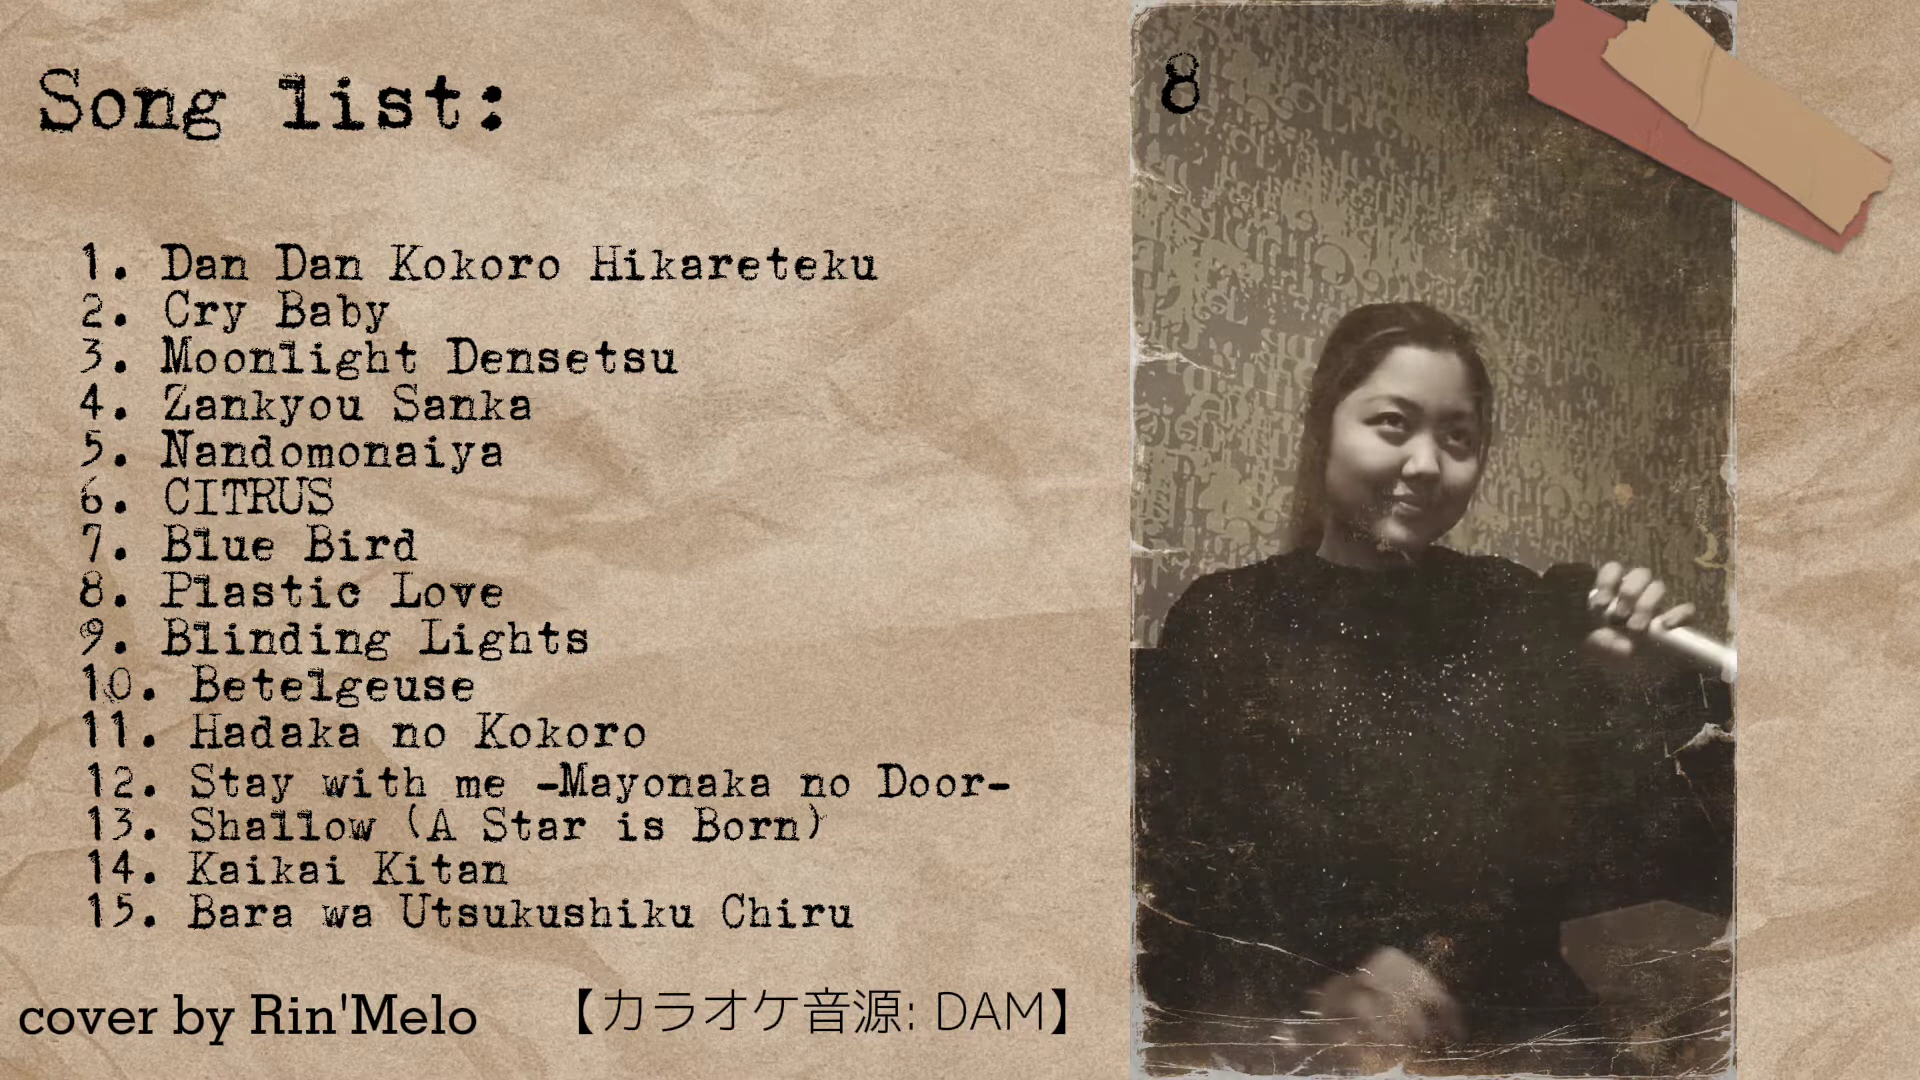 Song list:
1. Dan Dan Kokoro Hikareteku
2. Cry Baby
3. Moonlight Densetsu
4. Zankyou Sanka
5. Nandomonaiya
6. CITRUS
7. Blue Bird
8. Plastic Love
9. Blinding Lights
10. Betelgeuse
11. Hadaka no Kokoro
12. Stay with me -Mayonaka no Door-
13. Shallow (A Star is Born)
14. Kaikai Kitan
15. Bara wa Utsukushiku Chiru
cover by Rin'Melo
【カラオケ音源: DAM】
8